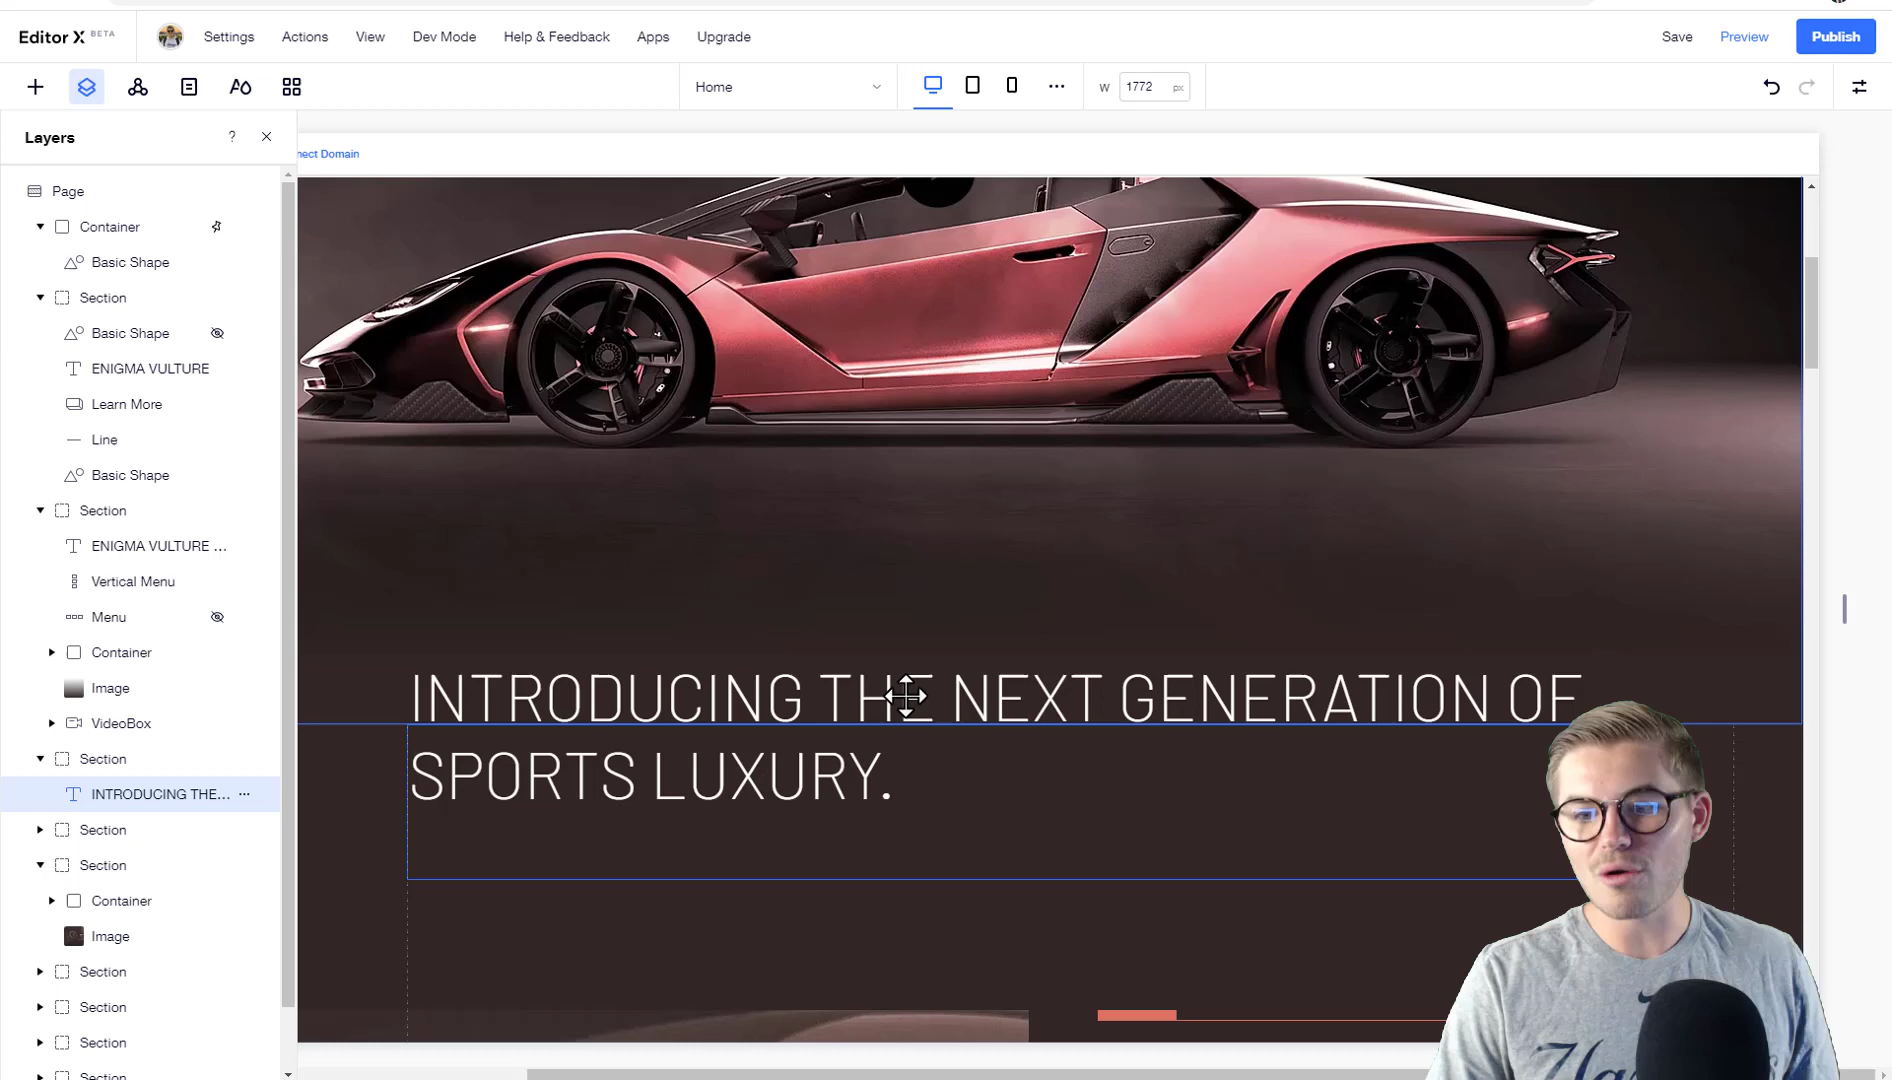 Editor X BETA
Settings
Actions
View
Dev Mode
Help & Feedback
Apps
Upgrade
Save
Preview
Publish
Home
W 1772 px
Layers
?
nect Domain
Page
Container
Basic Shape
Section
Basic Shape
ENIGMA VULTURE
Learn More
Line
Basic Shape
Section
ENIGMA VULTURE ...
Vertical Menu
Menu
Container
Image
VideoBox
Section
INTRODUCING THE...
Section
Section
Container
Image
Section
Section
Section
Section
INTRODUCING THE NEXT GENERATION OF
SPORTS LUXURY.